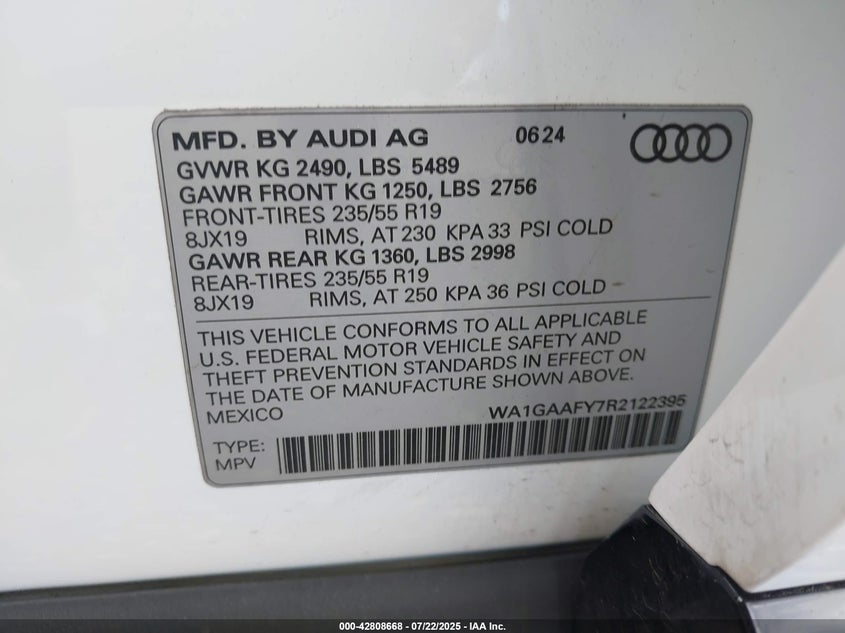 MFD. BY AUDI AG 06 24
GVWR KG 2490, LBS 5489
GAWR FRONT KG 1250, LBS 2756
FRONT-TIRES 235/55 R19
8JX19 RIMS, AT 230 KPA 33 PSI COLD
GAWR REAR KG 1360, LBS 2998
REAR-TIRES 235/55 R19
8JX19 RIMS, AT 250 KPA 36 PSI COLD
THIS VEHICLE CONFORMS TO ALL APPLICABLE
U.S. FEDERAL MOTOR VEHICLE SAFETY AND
THEFT PREVENTION STANDARDS IN EFFECT ON
THE DATE OF MANUFACTURE SHOWN ABOVE.
MEXICO WA1GAAFY7R2122395
TYPE:
MPV
000-42808668 - 07/22/2025 - IAA Inc.